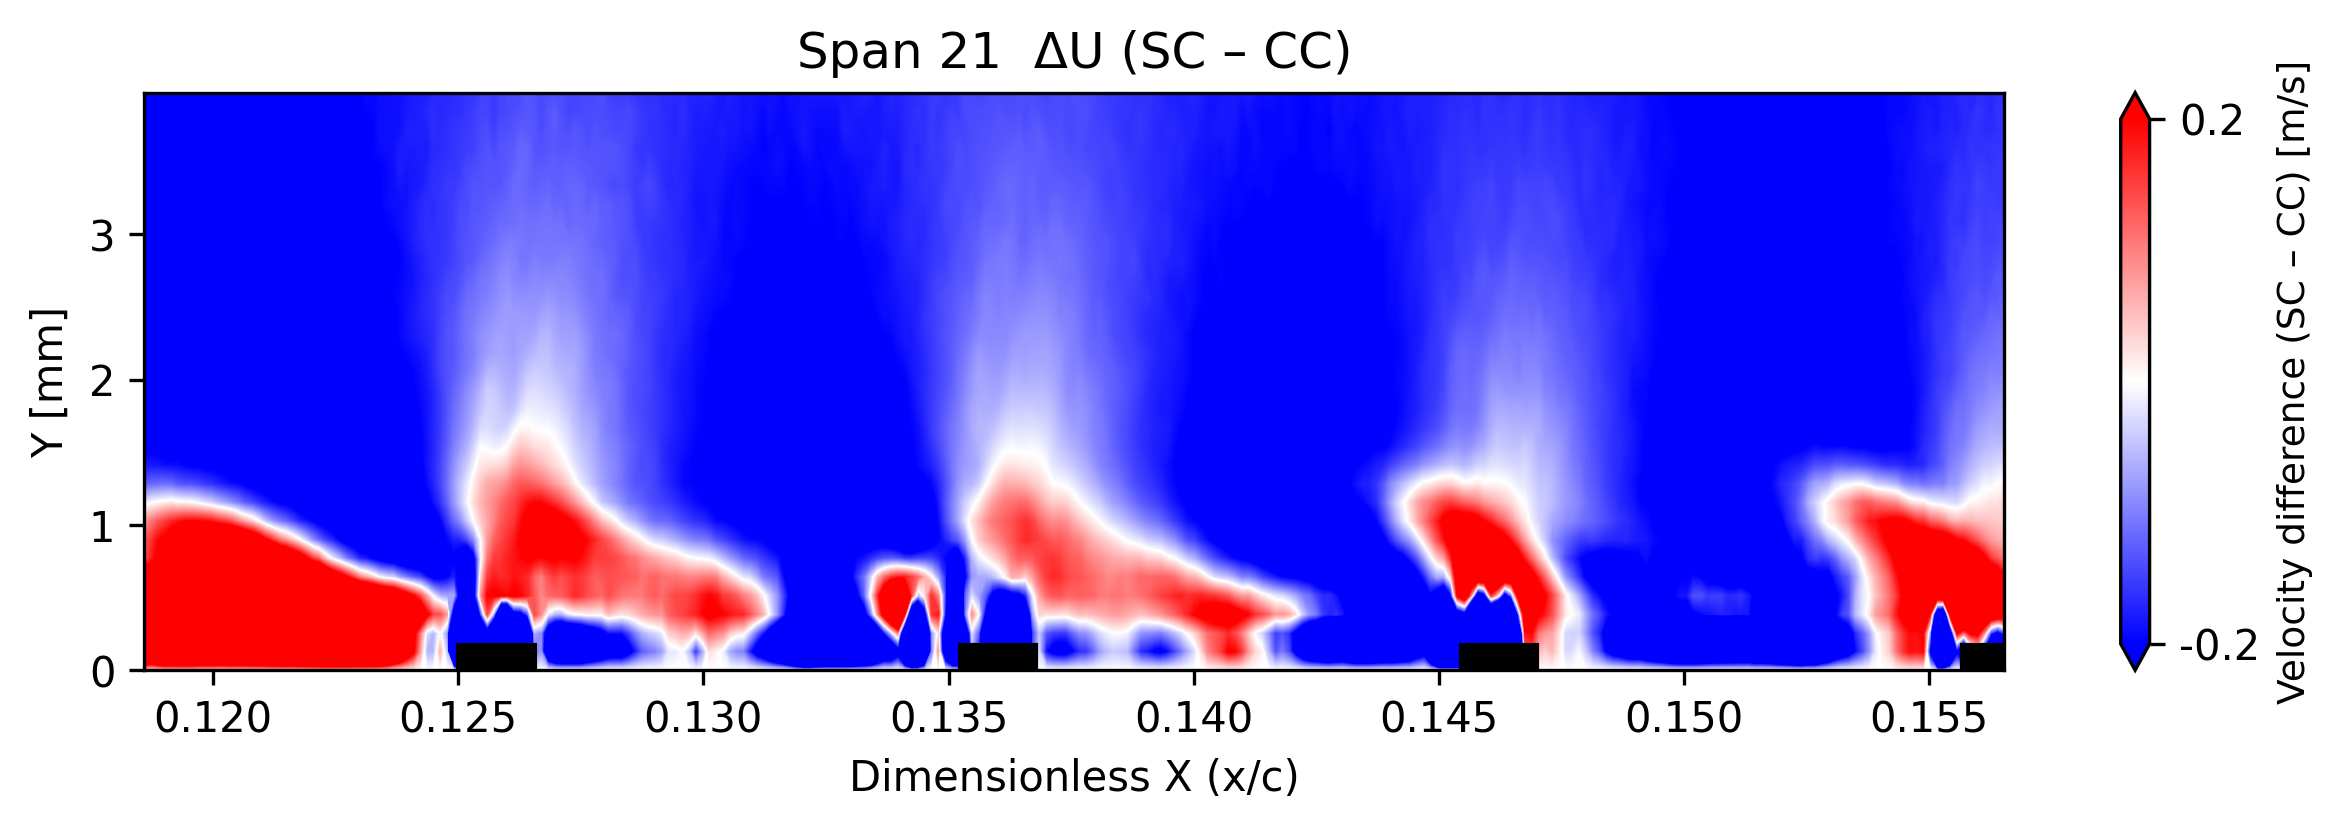 Span 21  ΔU (SC – CC)
3
2
1
0
Y [mm]
0.120 0.125 0.130 0.135 0.140 0.145 0.150 0.155
Dimensionless X (x/c)
0.2
-0.2
Velocity difference (SC – CC) [m/s]